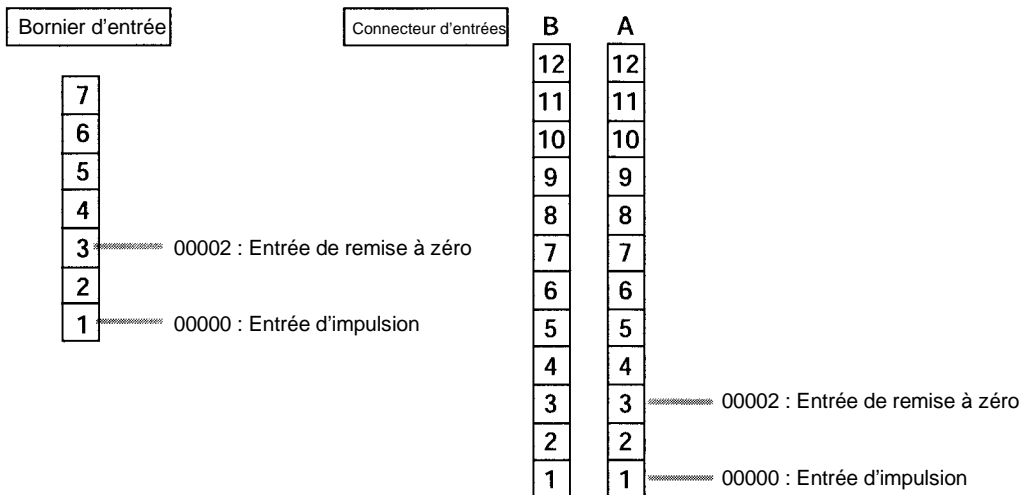 Bornier d'entrée
7
6
5
4
3 00002 : Entrée de remise à zéro
2
1 00000 : Entrée d'impulsion
Connecteur d'entrées
B A
12 12
11 11
10 10
9 9
8 8
7 7
6 6
5 5
4 4
3 3 00002 : Entrée de remise à zéro
2 2
1 1 00000 : Entrée d'impulsion